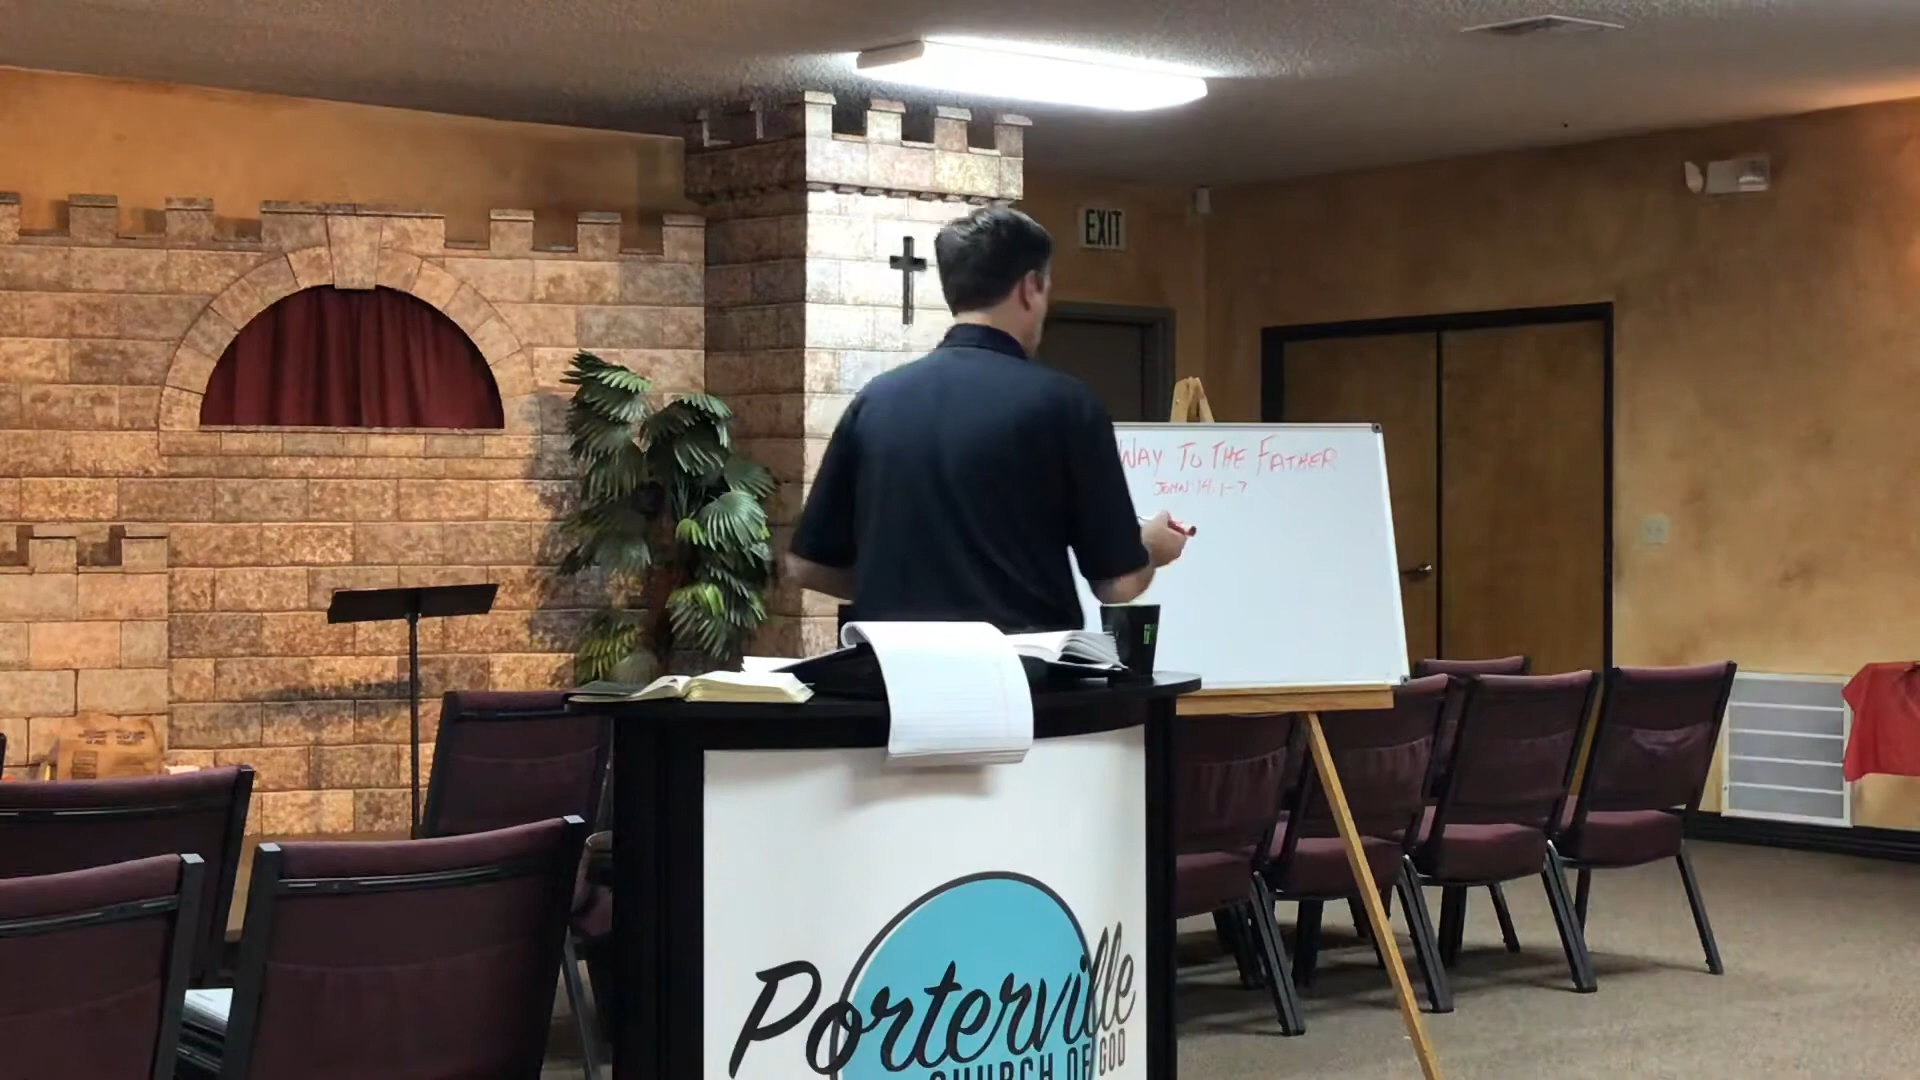 EXIT
WAY TO THE FATHER
JOHN 14:1-7
Porterville
CHURCH OF GOD